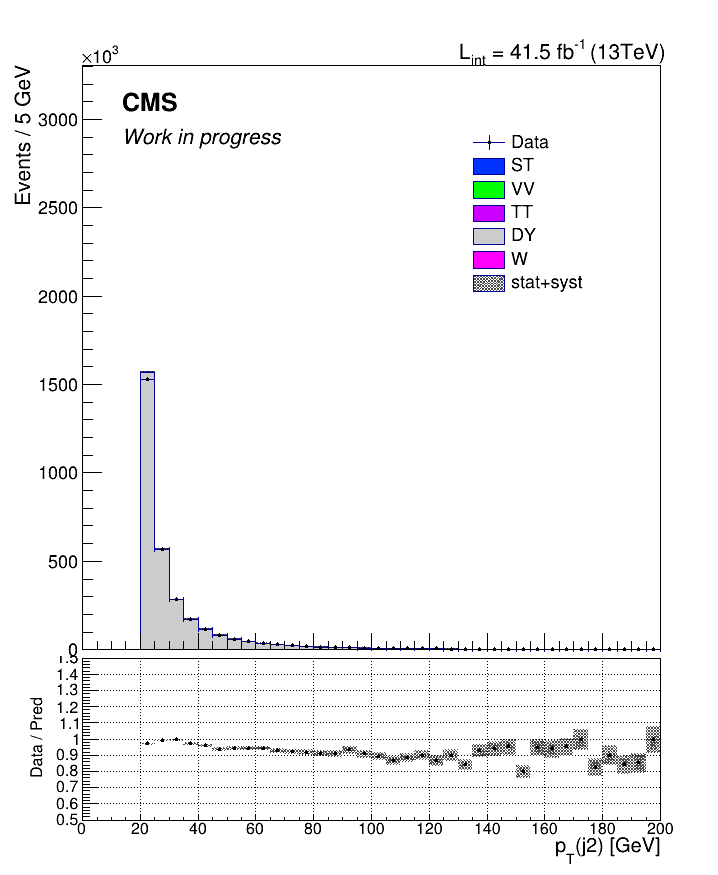 ×10³
L_int = 41.5 fb⁻¹ (13TeV)
Events / 5 GeV
CMS
Work in progress
Data
ST
VV
TT
DY
W
stat+syst
3000
2500
2000
1500
1000
500
0
Data / Pred
1.5
1.4
1.3
1.2
1.1
1
0.9
0.8
0.7
0.6
0.5
0 20 40 60 80 100 120 140 160 180 200
p_T(j2) [GeV]